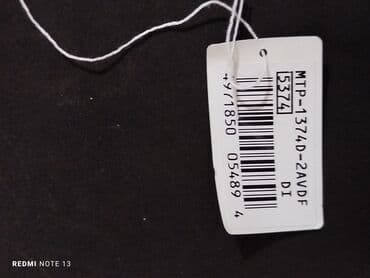 MTP-1374D-2AVDF
5374
DI
4971850 05489 4
REDMI NOTE 13